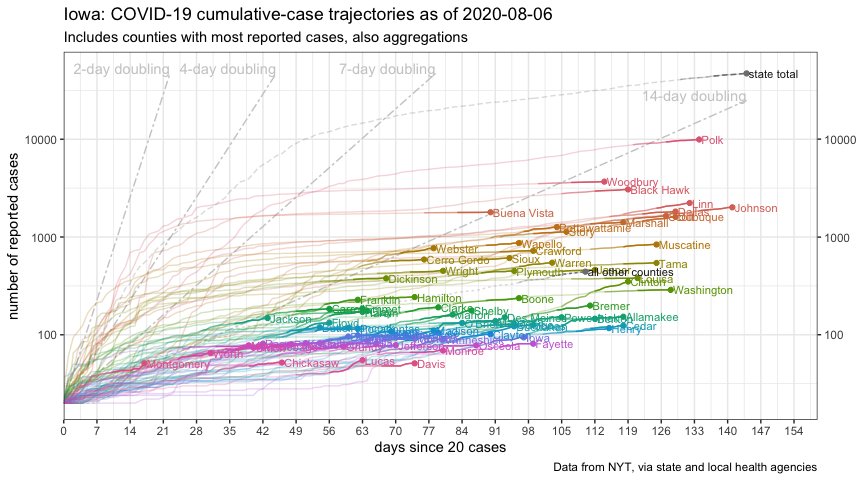 Iowa: COVID-19 cumulative-case trajectories as of 2020-08-06
Includes counties with most reported cases, also aggregations
2-day doubling 4-day doubling 7-day doubling
state total
14-day doubling
10000 10000
Polk
Woodbury
Black Hawk
Linn
Johnson
Buena Vista
Dallas
Dubuque
Marshall
Pottawattamie
Story
1000 1000
Wapello
Muscatine
Webster
Crawford
Sioux
Cerro Gordo
Warren
Tama
Wright
Plymouth
all other counties
Dickinson
Louisa
Clinton
Washington
Hamilton
Franklin
Boone
Bremer
Clarke
Shelby
Jackson
Allamakee
100 100
Floyd
Cedar
Henry
Iowa
Fayette
Osceola
Jefferson
Monroe
Worth
Lucas
Montgomery
Chickasaw
Davis
number of reported cases
0 7 14 21 28 35 42 49 56 63 70 77 84 91 98 105 112 119 126 133 140 147 154
days since 20 cases
Data from NYT, via state and local health agencies